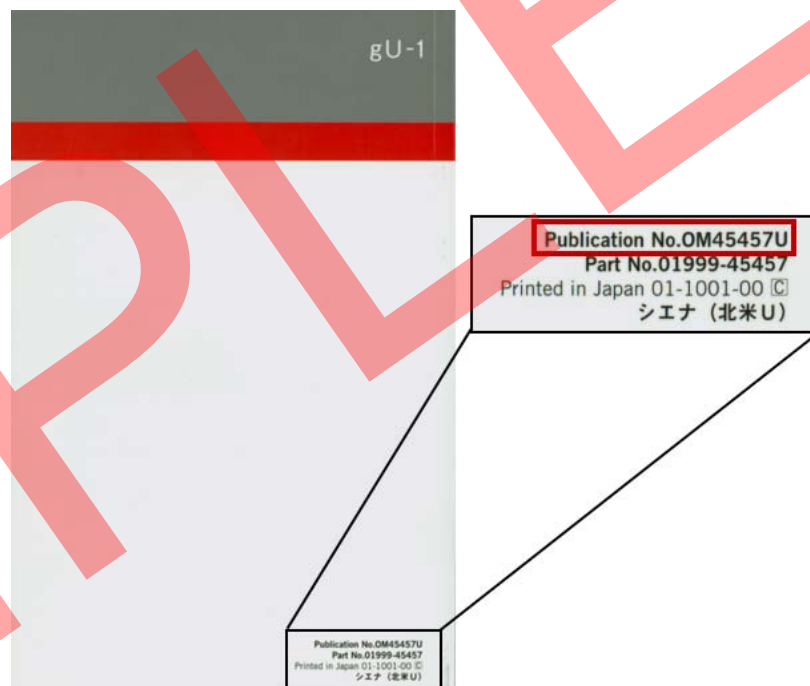 gU-1
Publication No.OM45457U
Part No.01999-45457
Printed in Japan 01-1001-00 🄲
シエナ (北米U)
Publication No.OM45457U
Part No.01999-45457
Printed in Japan 01-1001-00 🄲
シエナ (北米U)